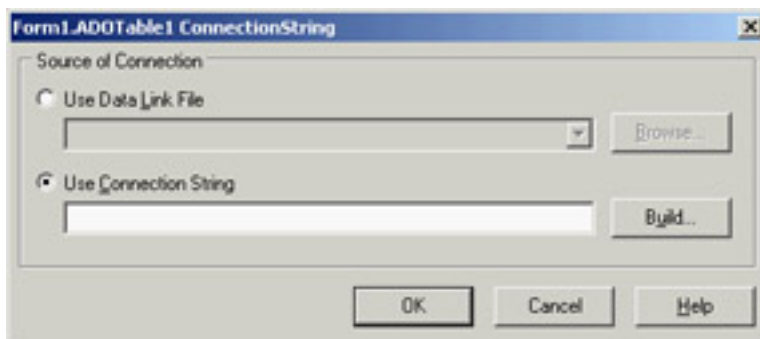 Form1.ADOTable1 ConnectionString
Source of Connection
Use Data Link File
Browse...
Use Connection String
Build...
OK Cancel Help